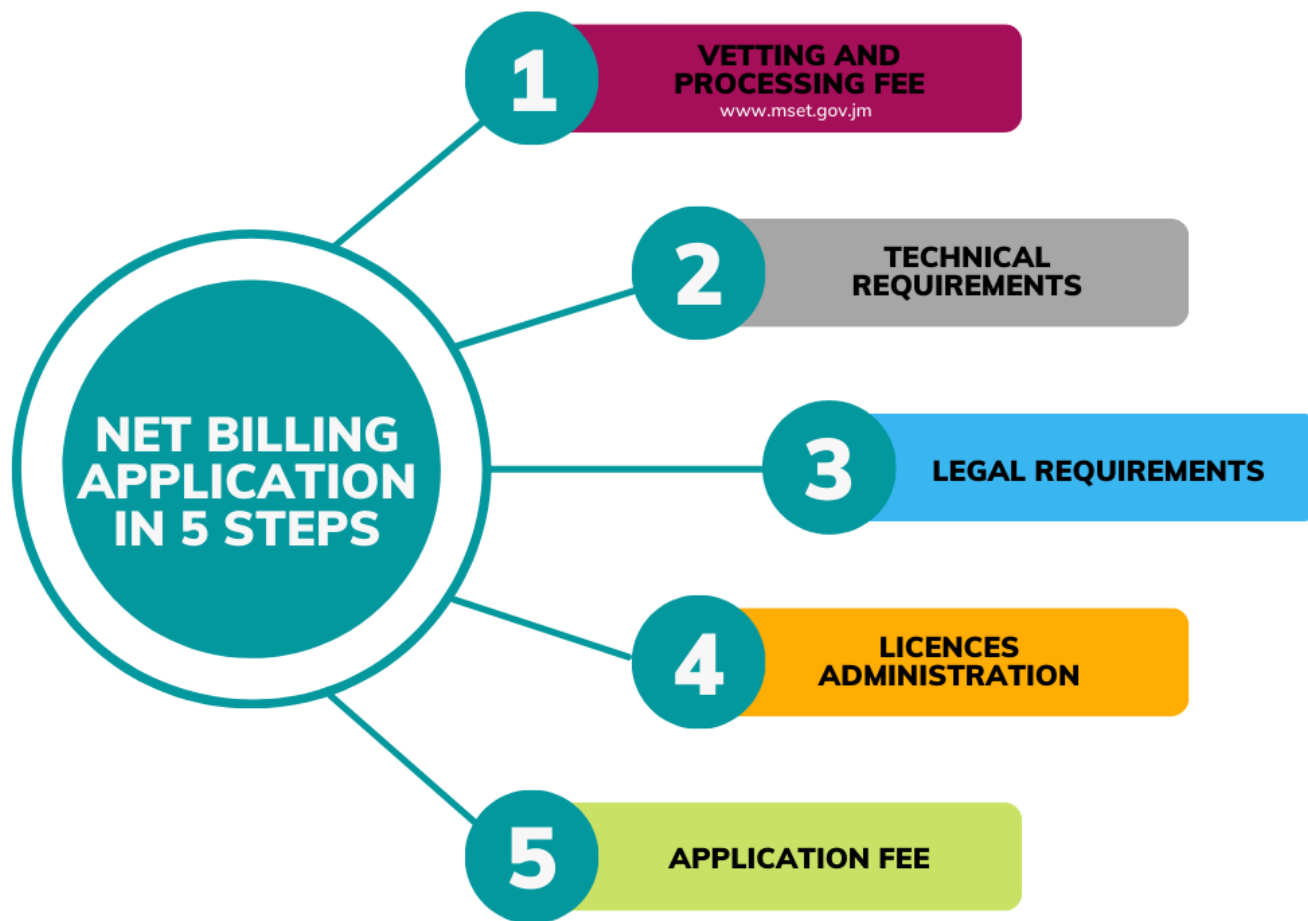 NET BILLING
APPLICATION
IN 5 STEPS
1
VETTING AND
PROCESSING FEE
www.mset.gov.jm
2
TECHNICAL
REQUIREMENTS
3
LEGAL REQUIREMENTS
4
LICENCES
ADMINISTRATION
5
APPLICATION FEE